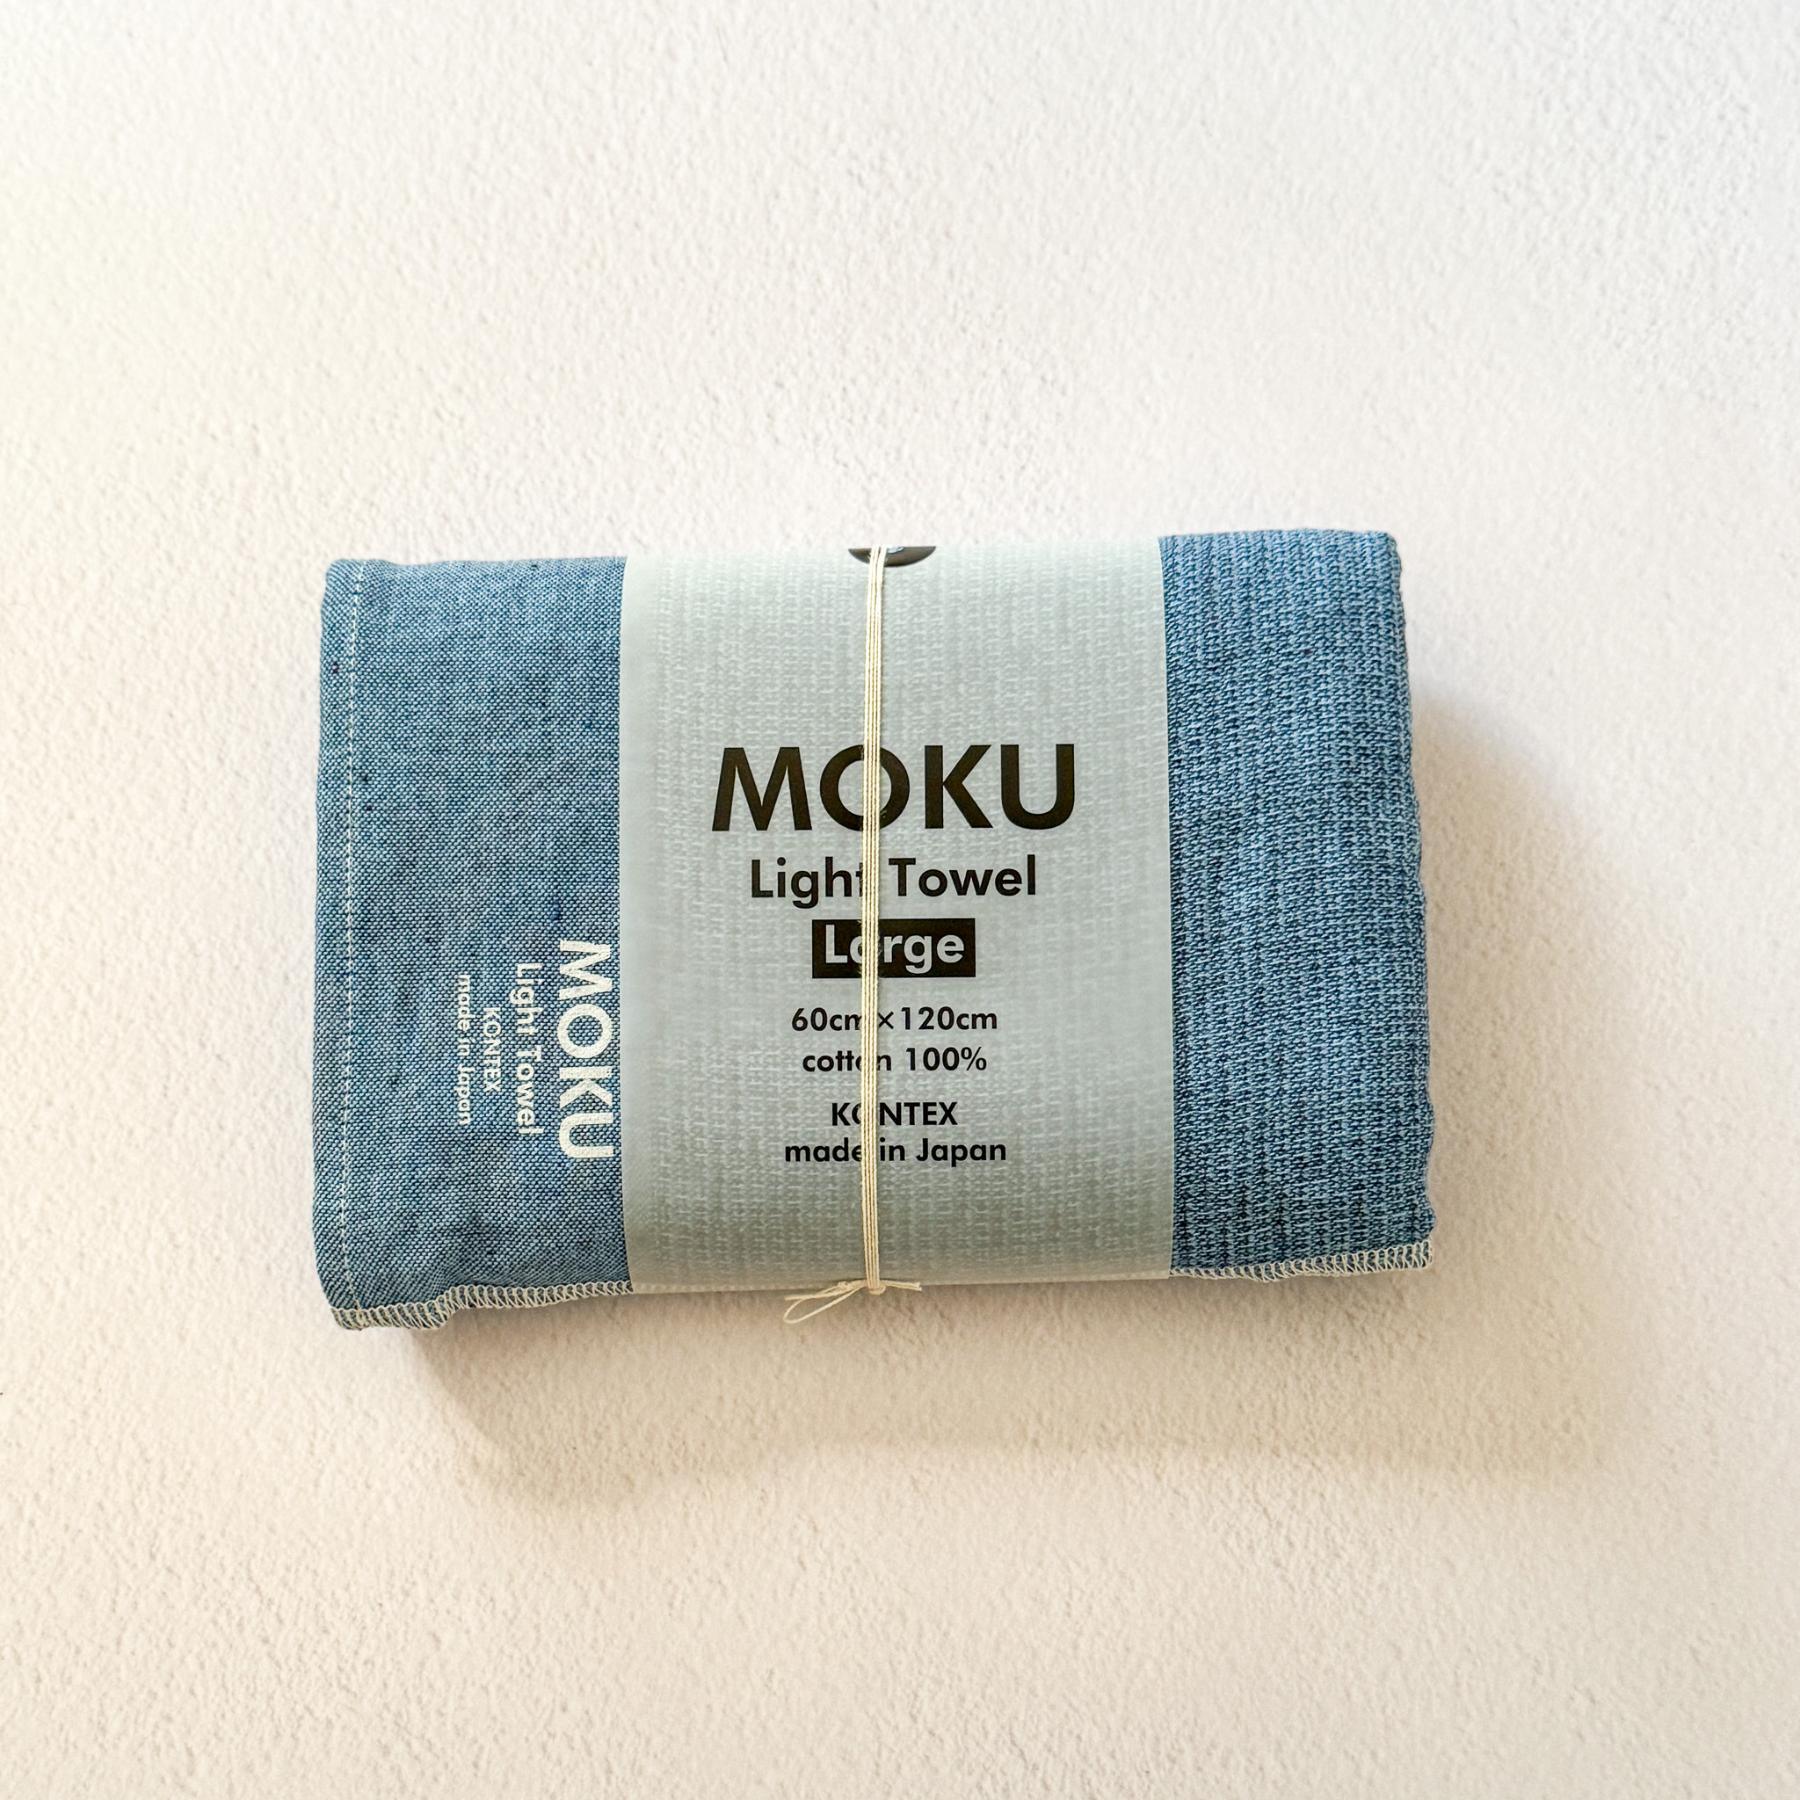 MOKU
Light Towel
Large
60cm×120cm
cotton 100%
KONTEX
made in Japan
MOKU
Light Towel
KONTEX
made in Japan